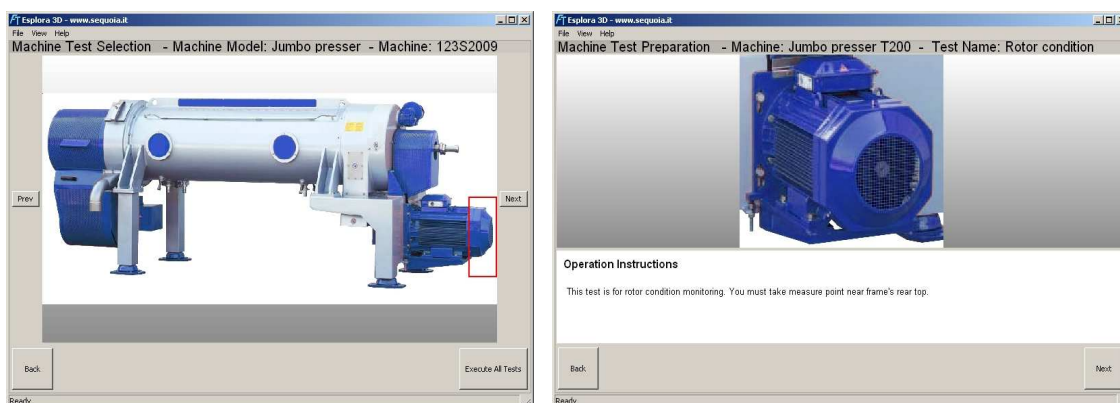 Esplora 3D - www.sequoia.it
File View Help
Machine Test Selection - Machine Model: Jumbo presser - Machine: 123S2009
Prev
Next
Back
Execute All Tests
Ready
Esplora 3D - www.sequoia.it
File View Help
Machine Test Preparation - Machine: Jumbo presser T200 - Test Name: Rotor condition
Operation Instructions
This test is for rotor condition monitoring. You must take measure point near frame's rear top.
Back
Next
Ready